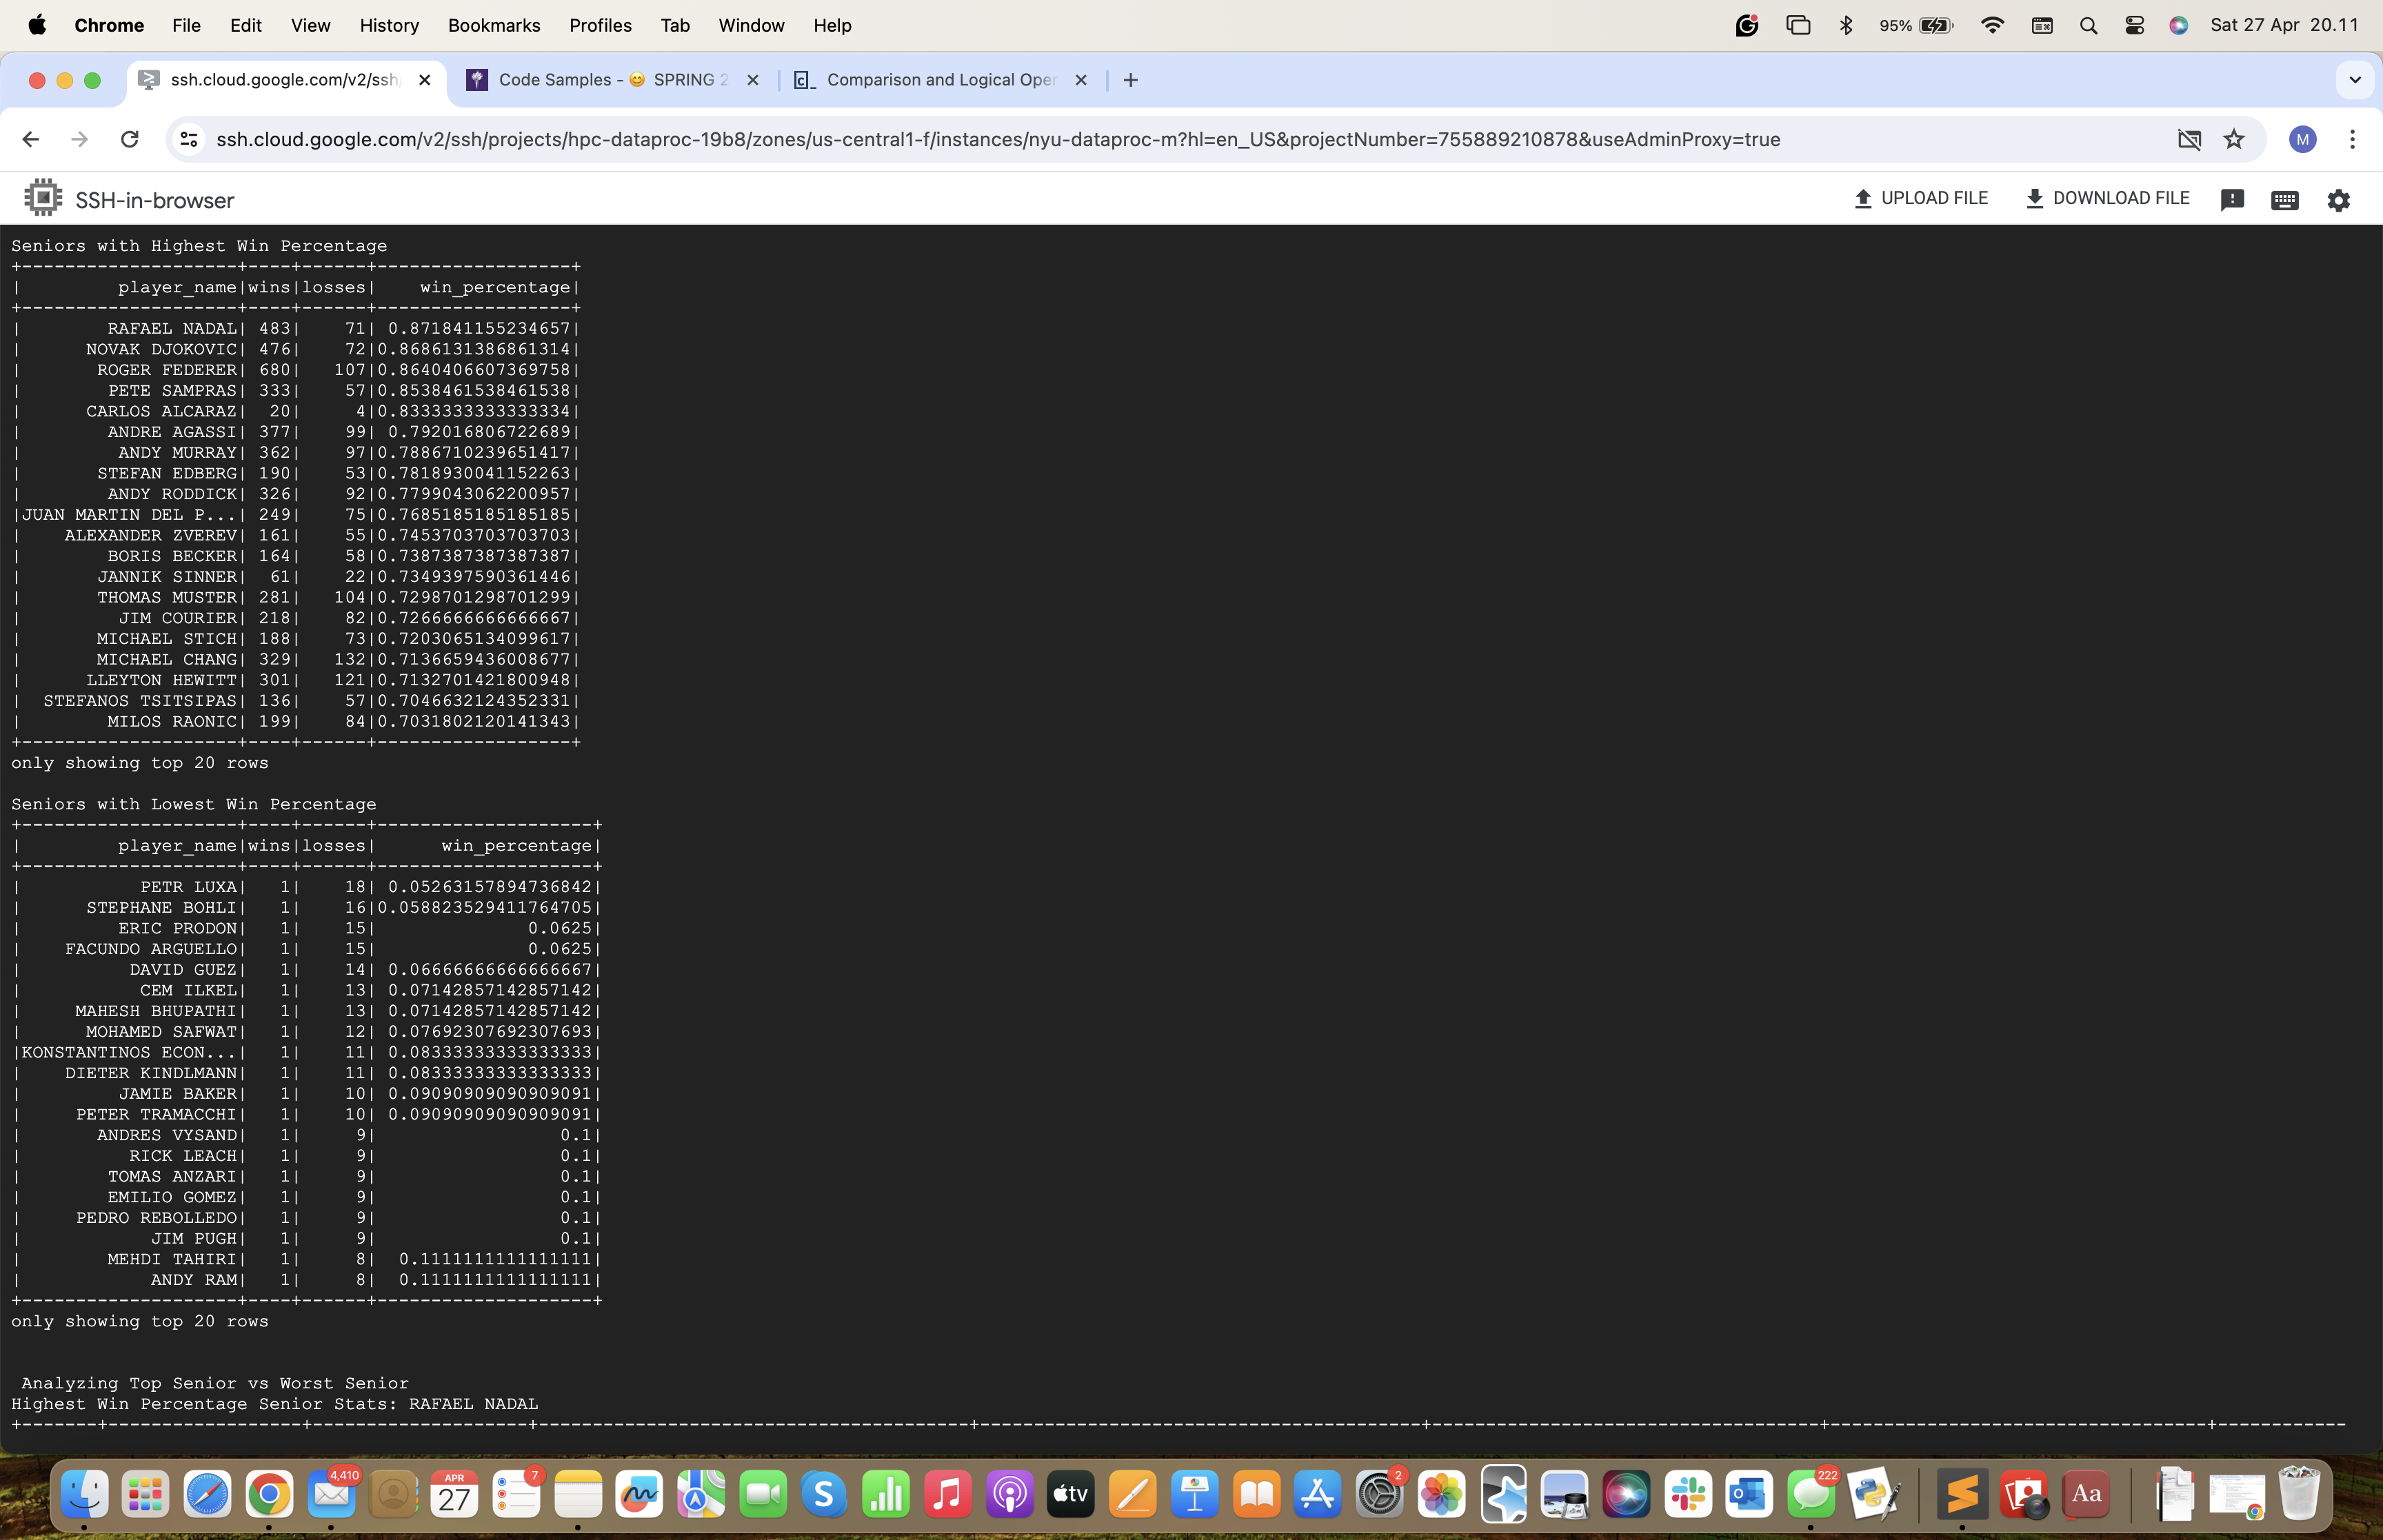 Chrome File Edit View History Bookmarks Profiles Tab Window Help 95% Sat 27 Apr 20.11
ssh.cloud.google.com/v2/ssh/ Code Samples - 😊 SPRING 2 Comparison and Logical Oper
ssh.cloud.google.com/v2/ssh/projects/hpc-dataproc-19b8/zones/us-central1-f/instances/nyu-dataproc-m?hl=en_US&projectNumber=755889210878&useAdminProxy=true M
SSH-in-browser UPLOAD FILE DOWNLOAD FILE
Seniors with Highest Win Percentage
+--------------------+----+------+------------------+
|         player_name|wins|losses|    win_percentage|
+--------------------+----+------+------------------+
|        RAFAEL NADAL| 483|    71| 0.871841155234657|
|      NOVAK DJOKOVIC| 476|    72|0.8686131386861314|
|       ROGER FEDERER| 680|   107|0.8640406607369758|
|        PETE SAMPRAS| 333|    57|0.8538461538461538|
|      CARLOS ALCARAZ|  20|     4|0.8333333333333334|
|        ANDRE AGASSI| 377|    99| 0.792016806722689|
|         ANDY MURRAY| 362|    97|0.7886710239651417|
|       STEFAN EDBERG| 190|    53|0.7818930041152263|
|        ANDY RODDICK| 326|    92|0.7799043062200957|
|JUAN MARTIN DEL P...| 249|    75|0.7685185185185185|
|    ALEXANDER ZVEREV| 161|    55|0.7453703703703703|
|        BORIS BECKER| 164|    58|0.7387387387387387|
|       JANNIK SINNER|  61|    22|0.7349397590361446|
|       THOMAS MUSTER| 281|   104|0.7298701298701299|
|         JIM COURIER| 218|    82|0.7266666666666667|
|       MICHAEL STICH| 188|    73|0.7203065134099617|
|       MICHAEL CHANG| 329|   132|0.7136659436008677|
|      LLEYTON HEWITT| 301|   121|0.7132701421800948|
|  STEFANOS TSITSIPAS| 136|    57|0.7046632124352331|
|        MILOS RAONIC| 199|    84|0.7031802120141343|
+--------------------+----+------+------------------+
only showing top 20 rows
Seniors with Lowest Win Percentage
+--------------------+----+------+--------------------+
|         player_name|wins|losses|      win_percentage|
+--------------------+----+------+--------------------+
|           PETR LUXA|   1|    18| 0.05263157894736842|
|      STEPHANE BOHLI|   1|    16|0.058823529411764705|
|         ERIC PRODON|   1|    15|              0.0625|
|    FACUNDO ARGUELLO|   1|    15|              0.0625|
|          DAVID GUEZ|   1|    14| 0.06666666666666667|
|           CEM ILKEL|   1|    13| 0.07142857142857142|
|     MAHESH BHUPATHI|   1|    13| 0.07142857142857142|
|      MOHAMED SAFWAT|   1|    12| 0.07692307692307693|
|KONSTANTINOS ECON...|   1|    11| 0.08333333333333333|
|    DIETER KINDLMANN|   1|    11| 0.08333333333333333|
|         JAMIE BAKER|   1|    10| 0.09090909090909091|
|     PETER TRAMACCHI|   1|    10| 0.09090909090909091|
|       ANDRES VYSAND|   1|     9|                 0.1|
|          RICK LEACH|   1|     9|                 0.1|
|        TOMAS ANZARI|   1|     9|                 0.1|
|        EMILIO GOMEZ|   1|     9|                 0.1|
|     PEDRO REBOLLEDO|   1|     9|                 0.1|
|            JIM PUGH|   1|     9|                 0.1|
|        MEHDI TAHIRI|   1|     8|  0.1111111111111111|
|            ANDY RAM|   1|     8|  0.1111111111111111|
+--------------------+----+------+--------------------+
only showing top 20 rows
Analyzing Top Senior vs Worst Senior
Highest Win Percentage Senior Stats: RAFAEL NADAL
4,410 APR 27 7 tv 2 222 Aa